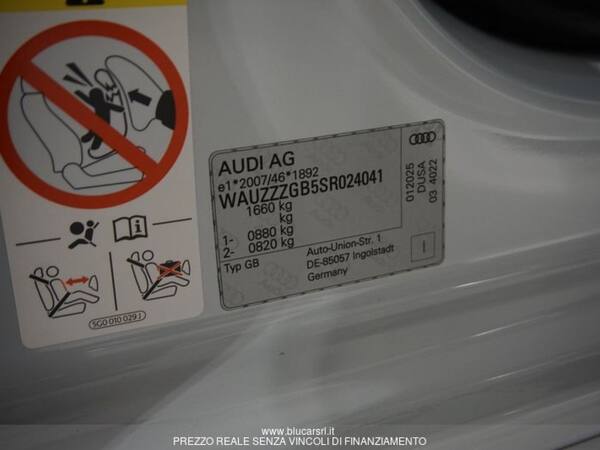 AUDI AG
e1*2007/46*1892
WAUZZZGB5SR024041
1660 kg
kg
1- 0880 kg
2- 0820 kg
Typ GB
Auto-Union-Str. 1
DE-85057 Ingolstadt
Germany
I
012025
DUSA
03 4022
5G0 010 029 J
www.blucarsrl.it
PREZZO REALE SENZA VINCOLI DI FINANZIAMENTO